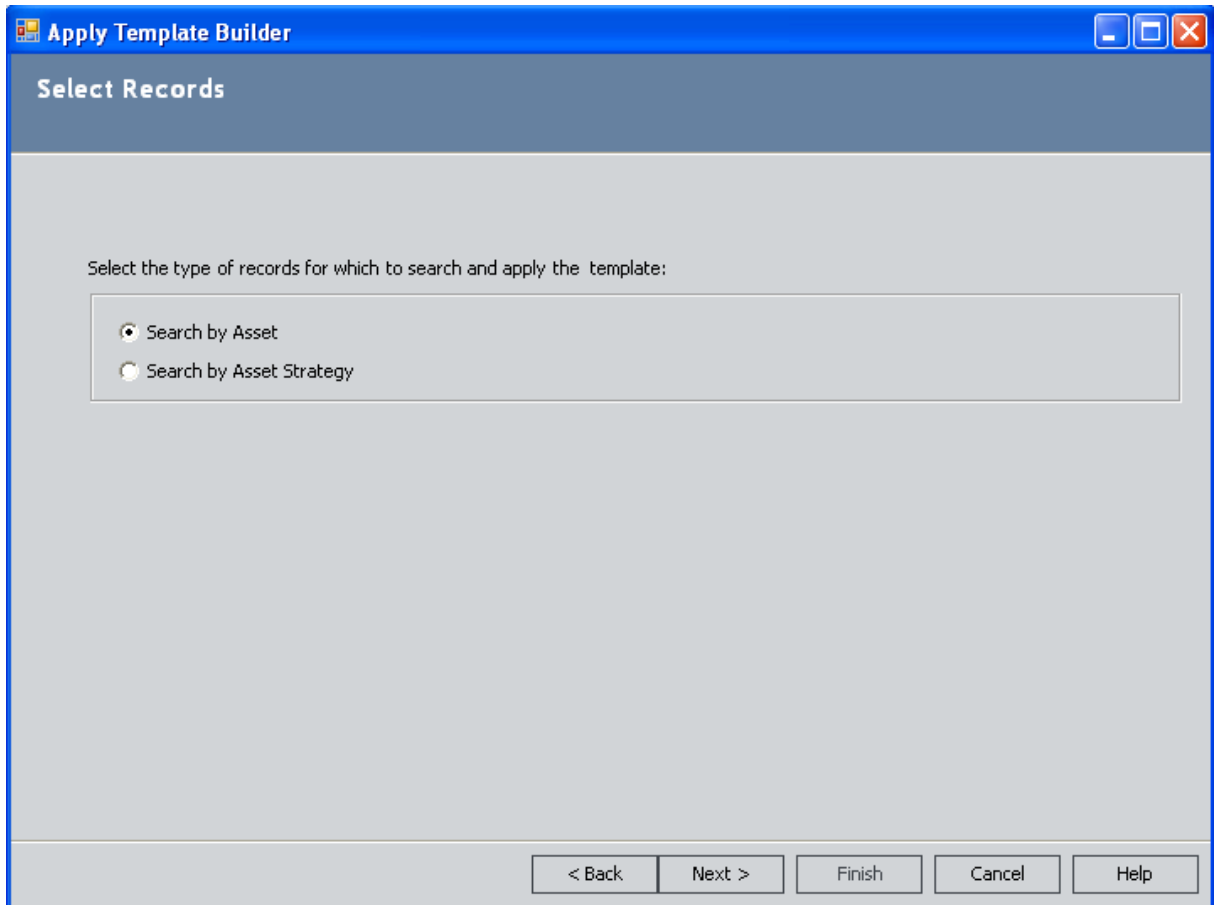 Apply Template Builder
Select Records
Select the type of records for which to search and apply the template:
Search by Asset
Search by Asset Strategy
< Back Next > Finish Cancel Help